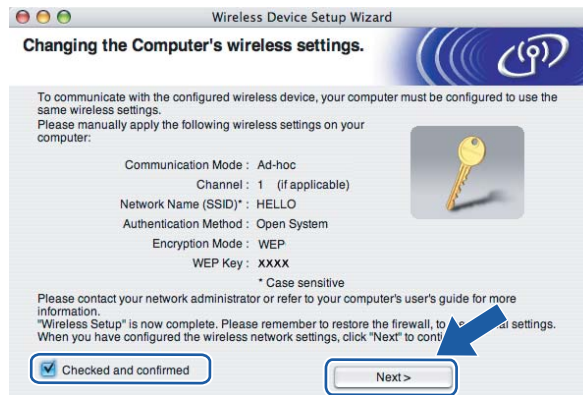 Wireless Device Setup Wizard
Changing the Computer's wireless settings.
To communicate with the configured wireless device, your computer must be configured to use the
same wireless settings.
Please manually apply the following wireless settings on your
computer:
Communication Mode : Ad-hoc
Channel : 1 (if applicable)
Network Name (SSID)* : HELLO
Authentication Method : Open System
Encryption Mode : WEP
WEP Key : XXXX
* Case sensitive
Please contact your network administrator or refer to your computer's user's guide for more
information.
"Wireless Setup" is now complete. Please remember to restore the firewall, to settings.
When you have configured the wireless network settings, click "Next" to
Checked and confirmed
Next >